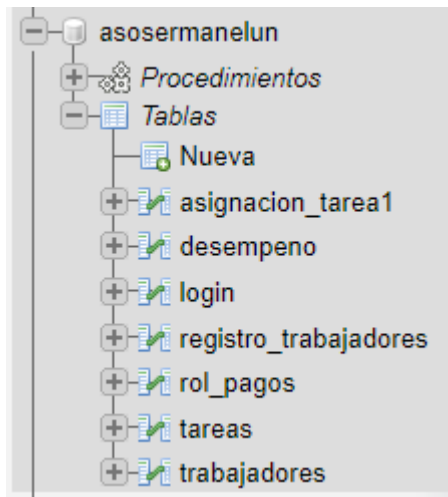 asosermanelun
Procedimientos
Tablas
Nueva
asignacion_tarea1
desempeno
login
registro_trabajadores
rol_pagos
tareas
trabajadores